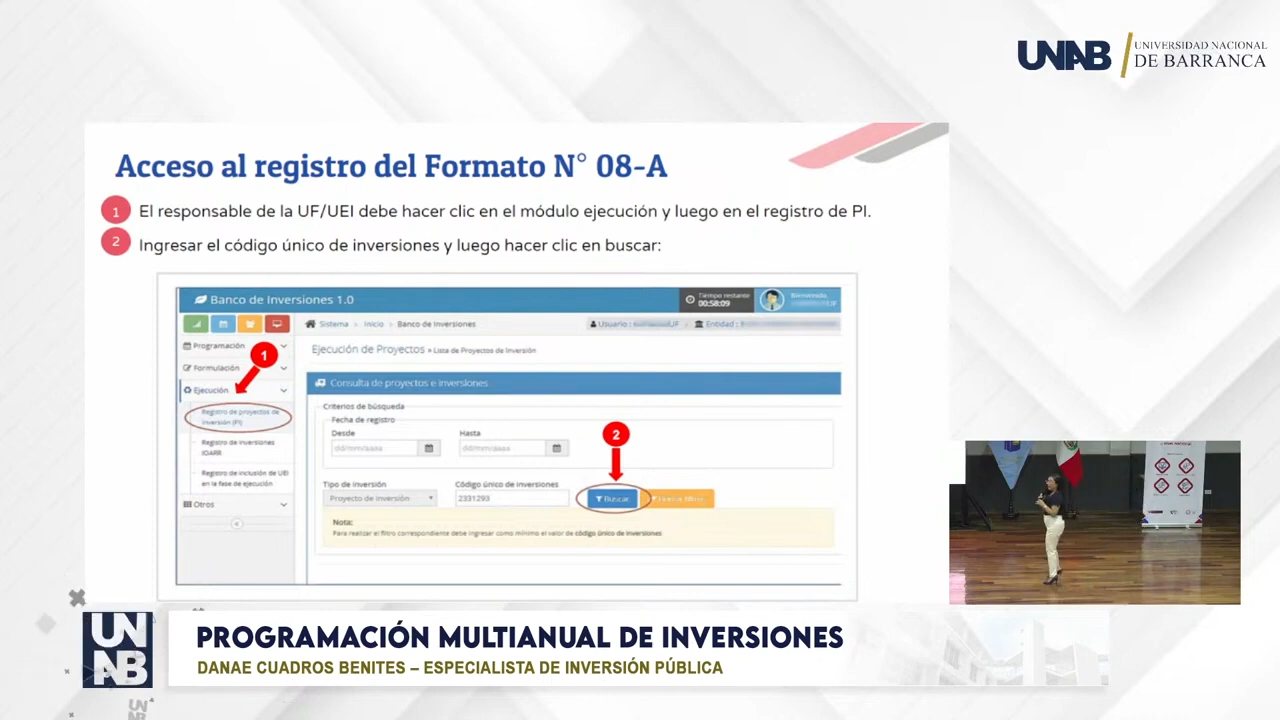 UNAB
UNIVERSIDAD NACIONAL
DE BARRANCA
Acceso al registro del Formato N° 08-A
1 El responsable de la UF/UEI debe hacer clic en el módulo ejecución y luego en el registro de PI.
2 Ingresar el código único de inversiones y luego hacer clic en buscar:
Banco de Inversiones 1.0
Tiempo restante
00:58:09
Bienvenido,
Sistema > Inicio > Banco de Inversiones
Usuario :
UF
Entidad :
Programación
Formulación
Ejecución
1
Registro de proyectos de
inversión (PI)
Registro de inversiones
IOARR
Registro de inclusión de UEI
en la fase de ejecución
Otros
Ejecución de Proyectos » Lista de Proyectos de Inversión
Consulta de proyectos e inversiones
Criterios de búsqueda
Fecha de registro
Desde
Hasta
dd/mm/aaaa
dd/mm/aaaa
2
Tipo de inversión
Código único de inversiones
Proyecto de inversión
2331293
Buscar
Nota:
Para realizar el filtro correspondiente debe ingresar como mínimo el valor de código único de inversiones
UNAB
PROGRAMACIÓN MULTIANUAL DE INVERSIONES
DANAE CUADROS BENITES – ESPECIALISTA DE INVERSIÓN PÚBLICA